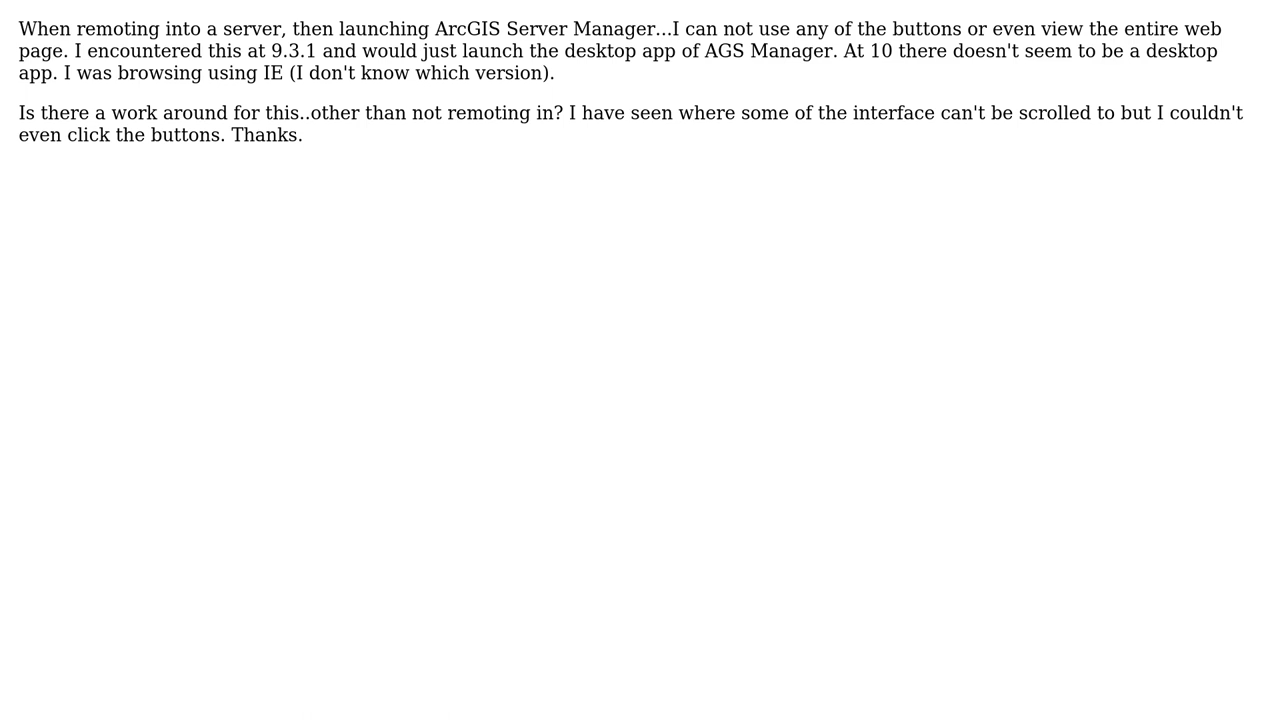 When remoting into a server, then launching ArcGIS Server Manager...I can not use any of the buttons or even view the entire web
page. I encountered this at 9.3.1 and would just launch the desktop app of AGS Manager. At 10 there doesn't seem to be a desktop
app. I was browsing using IE (I don't know which version).
Is there a work around for this..other than not remoting in? I have seen where some of the interface can't be scrolled to but I couldn't
even click the buttons. Thanks.